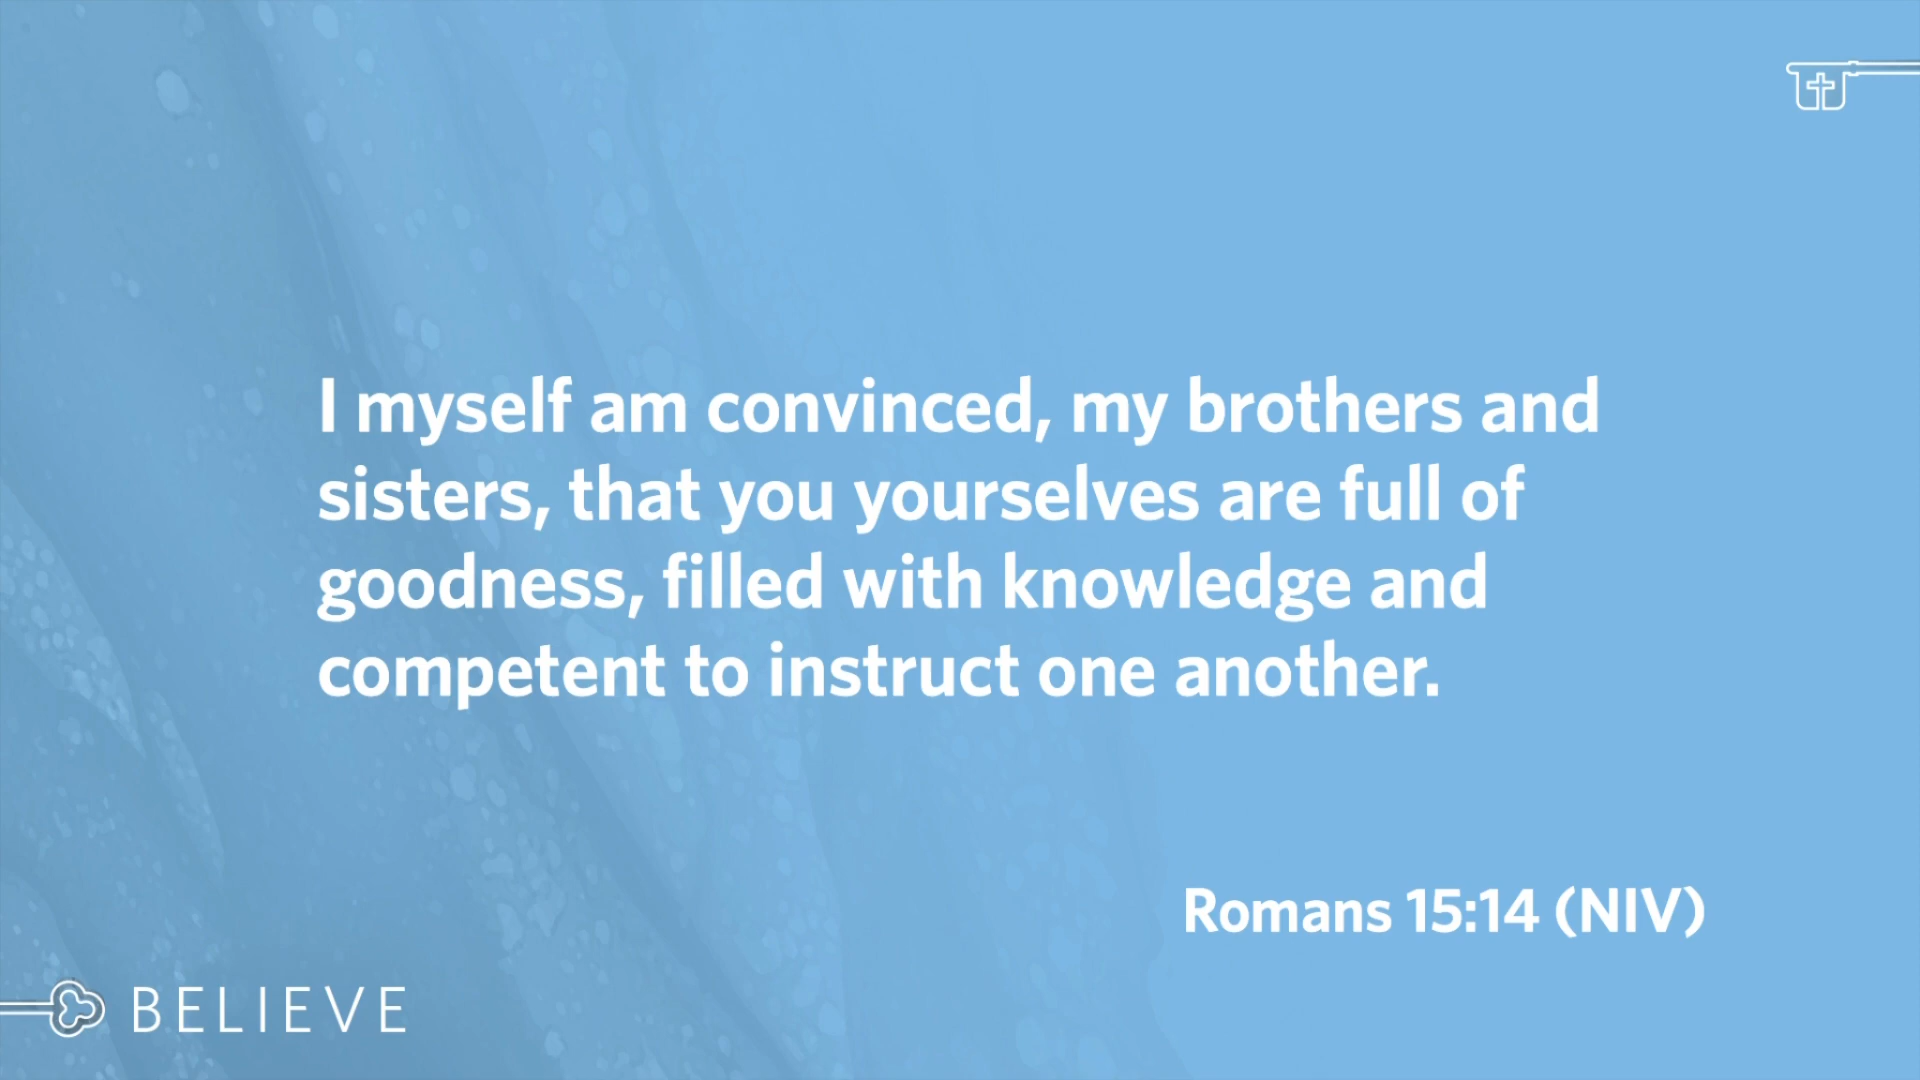 I myself am convinced, my brothers and
sisters, that you yourselves are full of
goodness, filled with knowledge and
competent to instruct one another.
Romans 15:14 (NIV)
BELIEVE